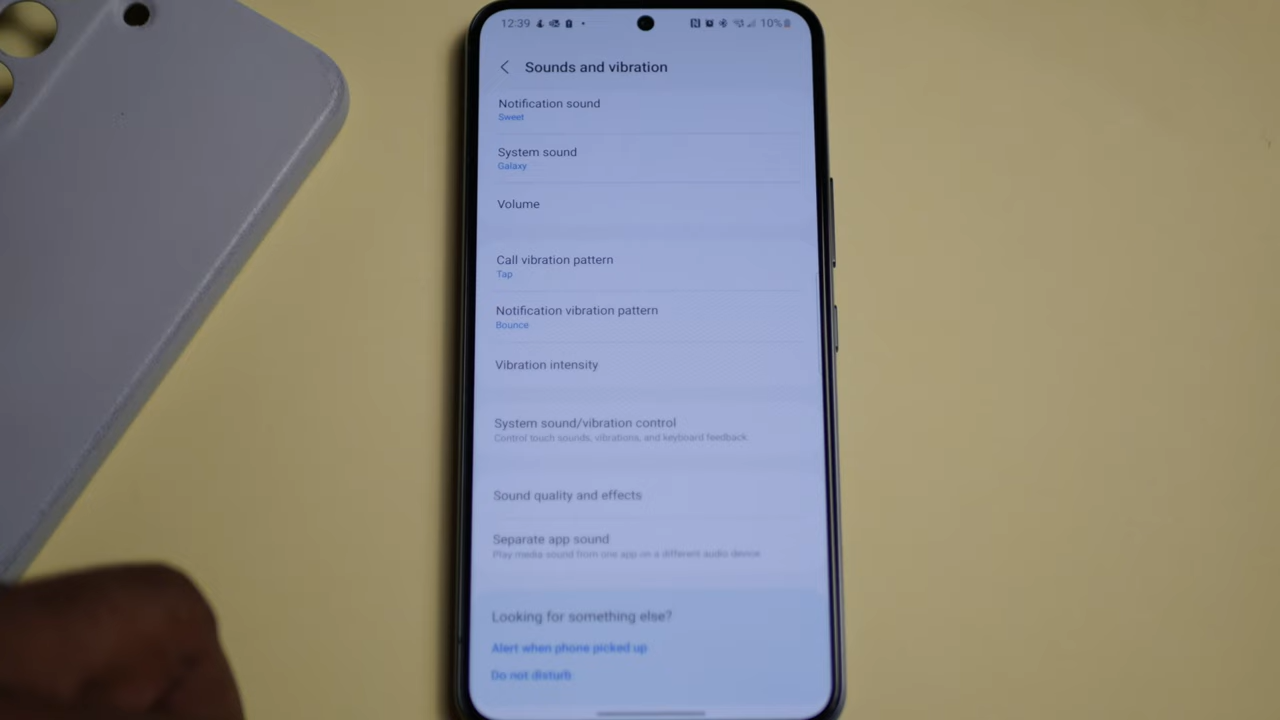 12:39
10%
Sounds and vibration
Notification sound
Sweet
System sound
Galaxy
Volume
Call vibration pattern
Tap
Notification vibration pattern
Bounce
Vibration intensity
System sound/vibration control
Control touch sounds, vibrations, and keyboard feedback.
Sound quality and effects
Separate app sound
Play media sound from one app on a different audio device.
Looking for something else?
Alert when phone picked up
Do not disturb